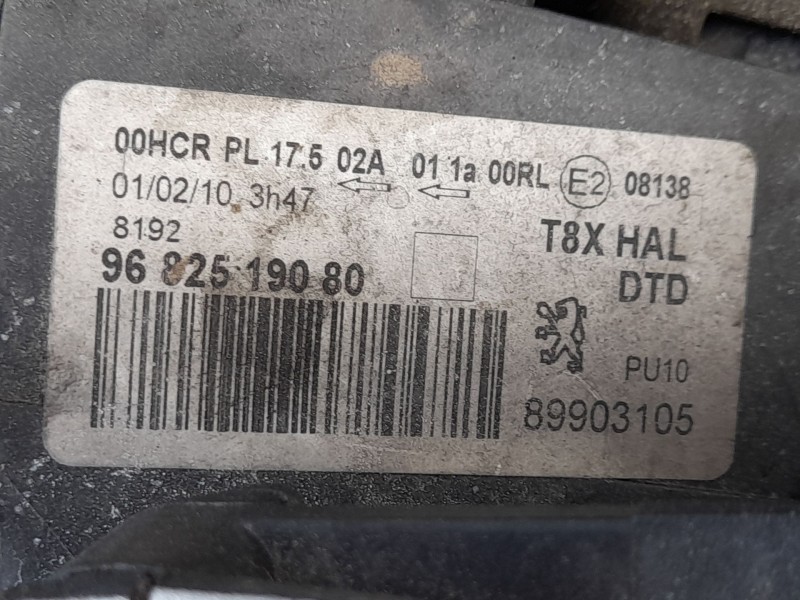 00HCR PL 17.5 02A 01 1a 00RL E2 08138
01/02/10 3h47
8192
96 825 190 80
T8X HAL
DTD
PU10
89903105